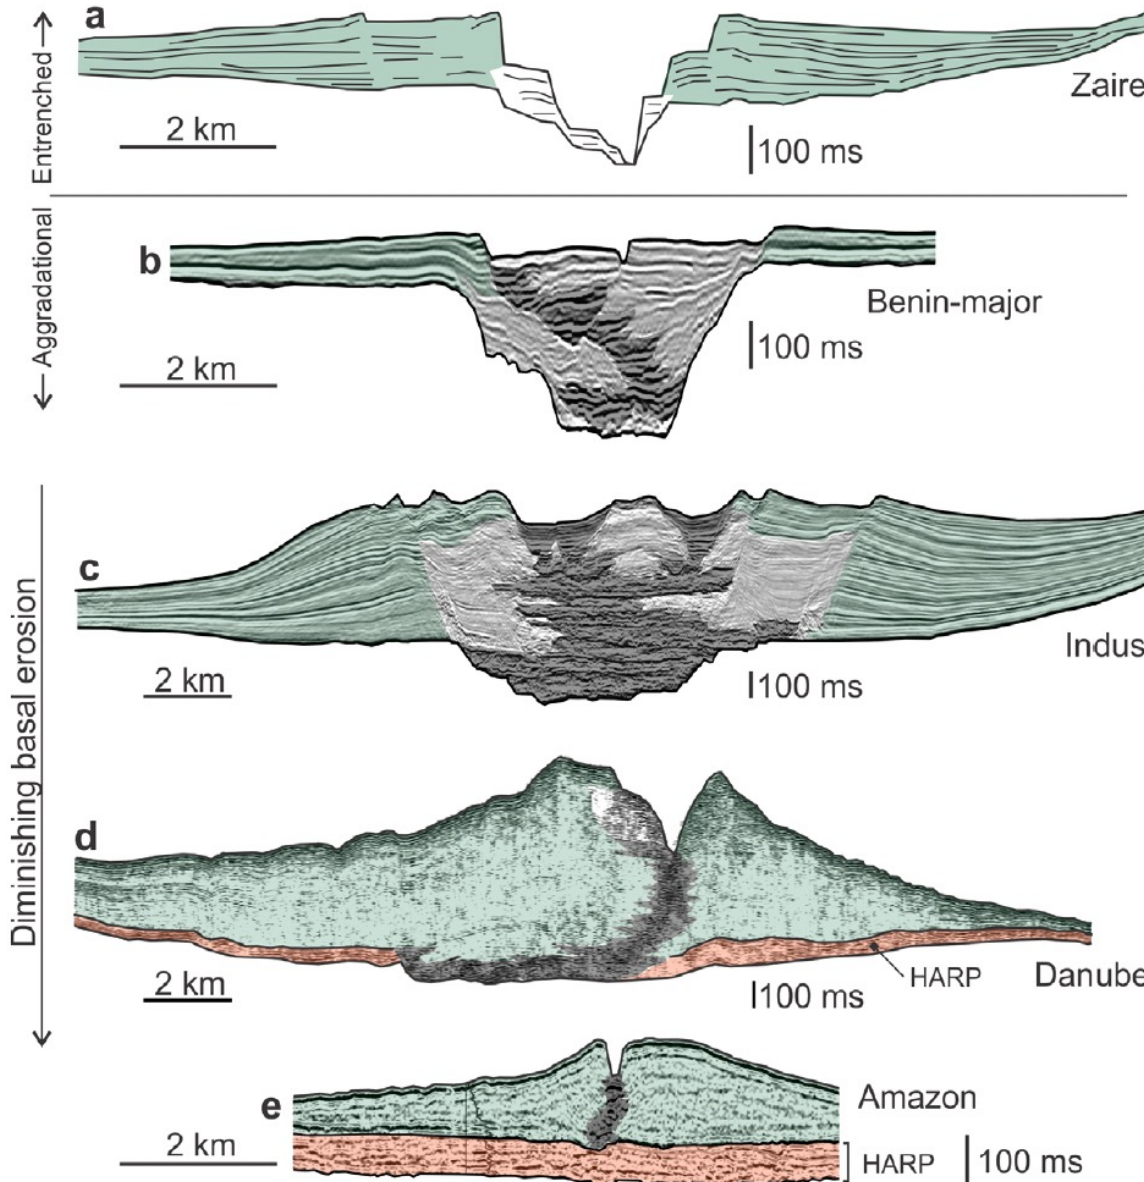 a
Entrenched
Zaire
2 km
100 ms
Aggradational
b
Benin-major
2 km
100 ms
Diminishing basal erosion
c
Indus
2 km
100 ms
d
HARP
Danube
2 km
100 ms
e
Amazon
2 km
HARP
100 ms